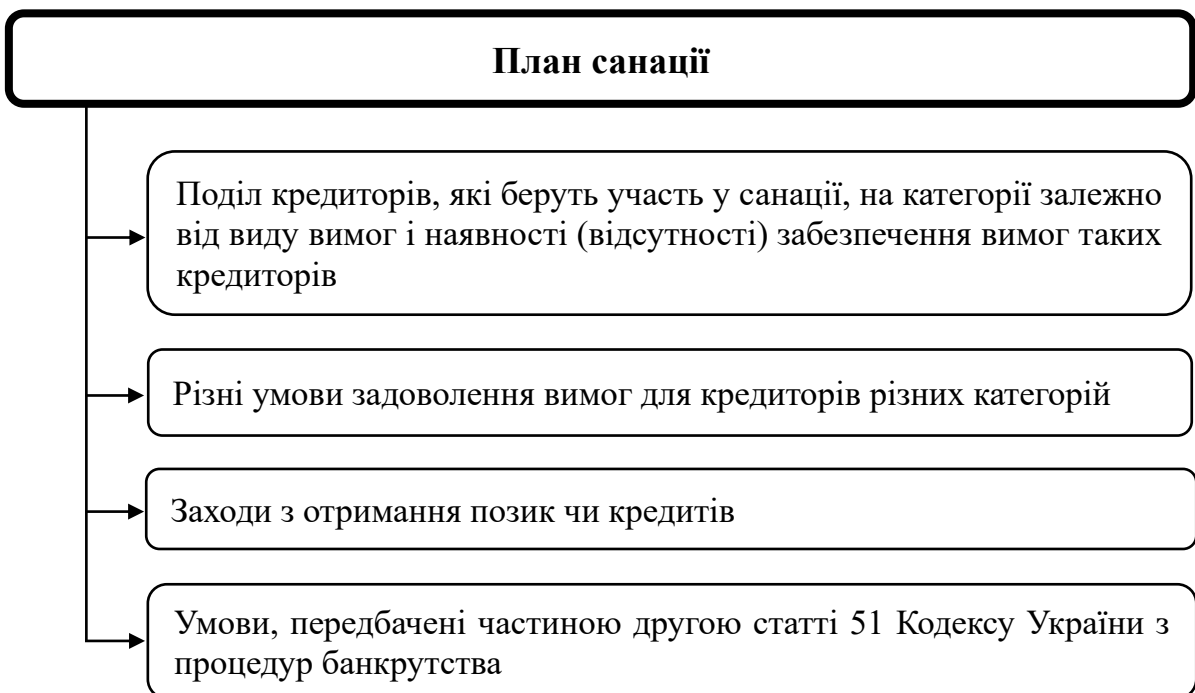 План санації
Поділ кредиторів, які беруть участь у санації, на категорії залежно
від виду вимог і наявності (відсутності) забезпечення вимог таких
кредиторів
Різні умови задоволення вимог для кредиторів різних категорій
Заходи з отримання позик чи кредитів
Умови, передбачені частиною другою статті 51 Кодексу України з
процедур банкрутства